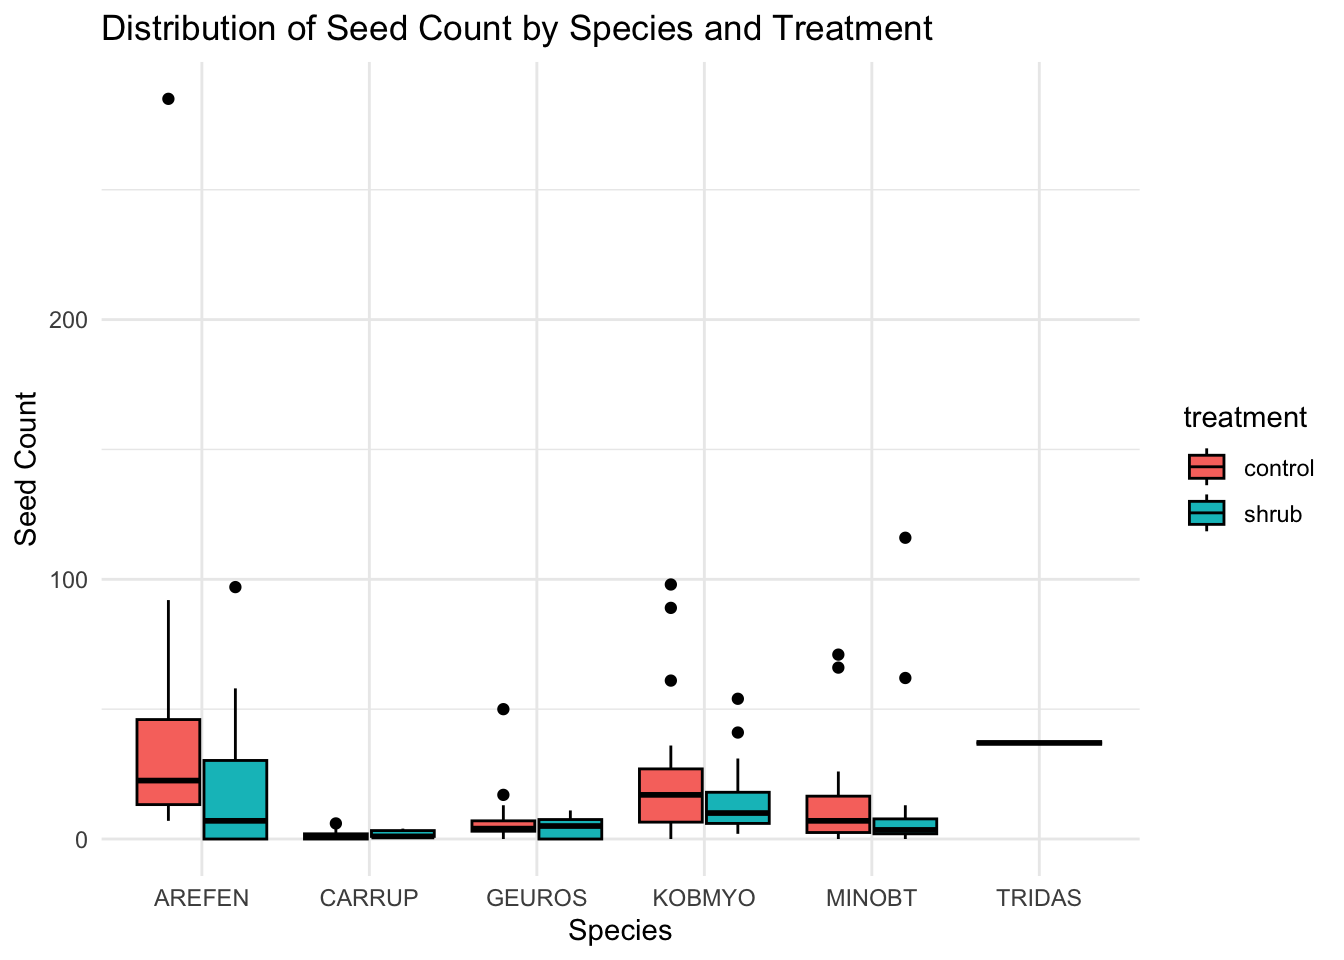 Distribution of Seed Count by Species and Treatment
Seed Count
200
100
0
AREFEN
CARRUP
GEUROS
KOBMYO
MINOBT
TRIDAS
Species
treatment
control
shrub